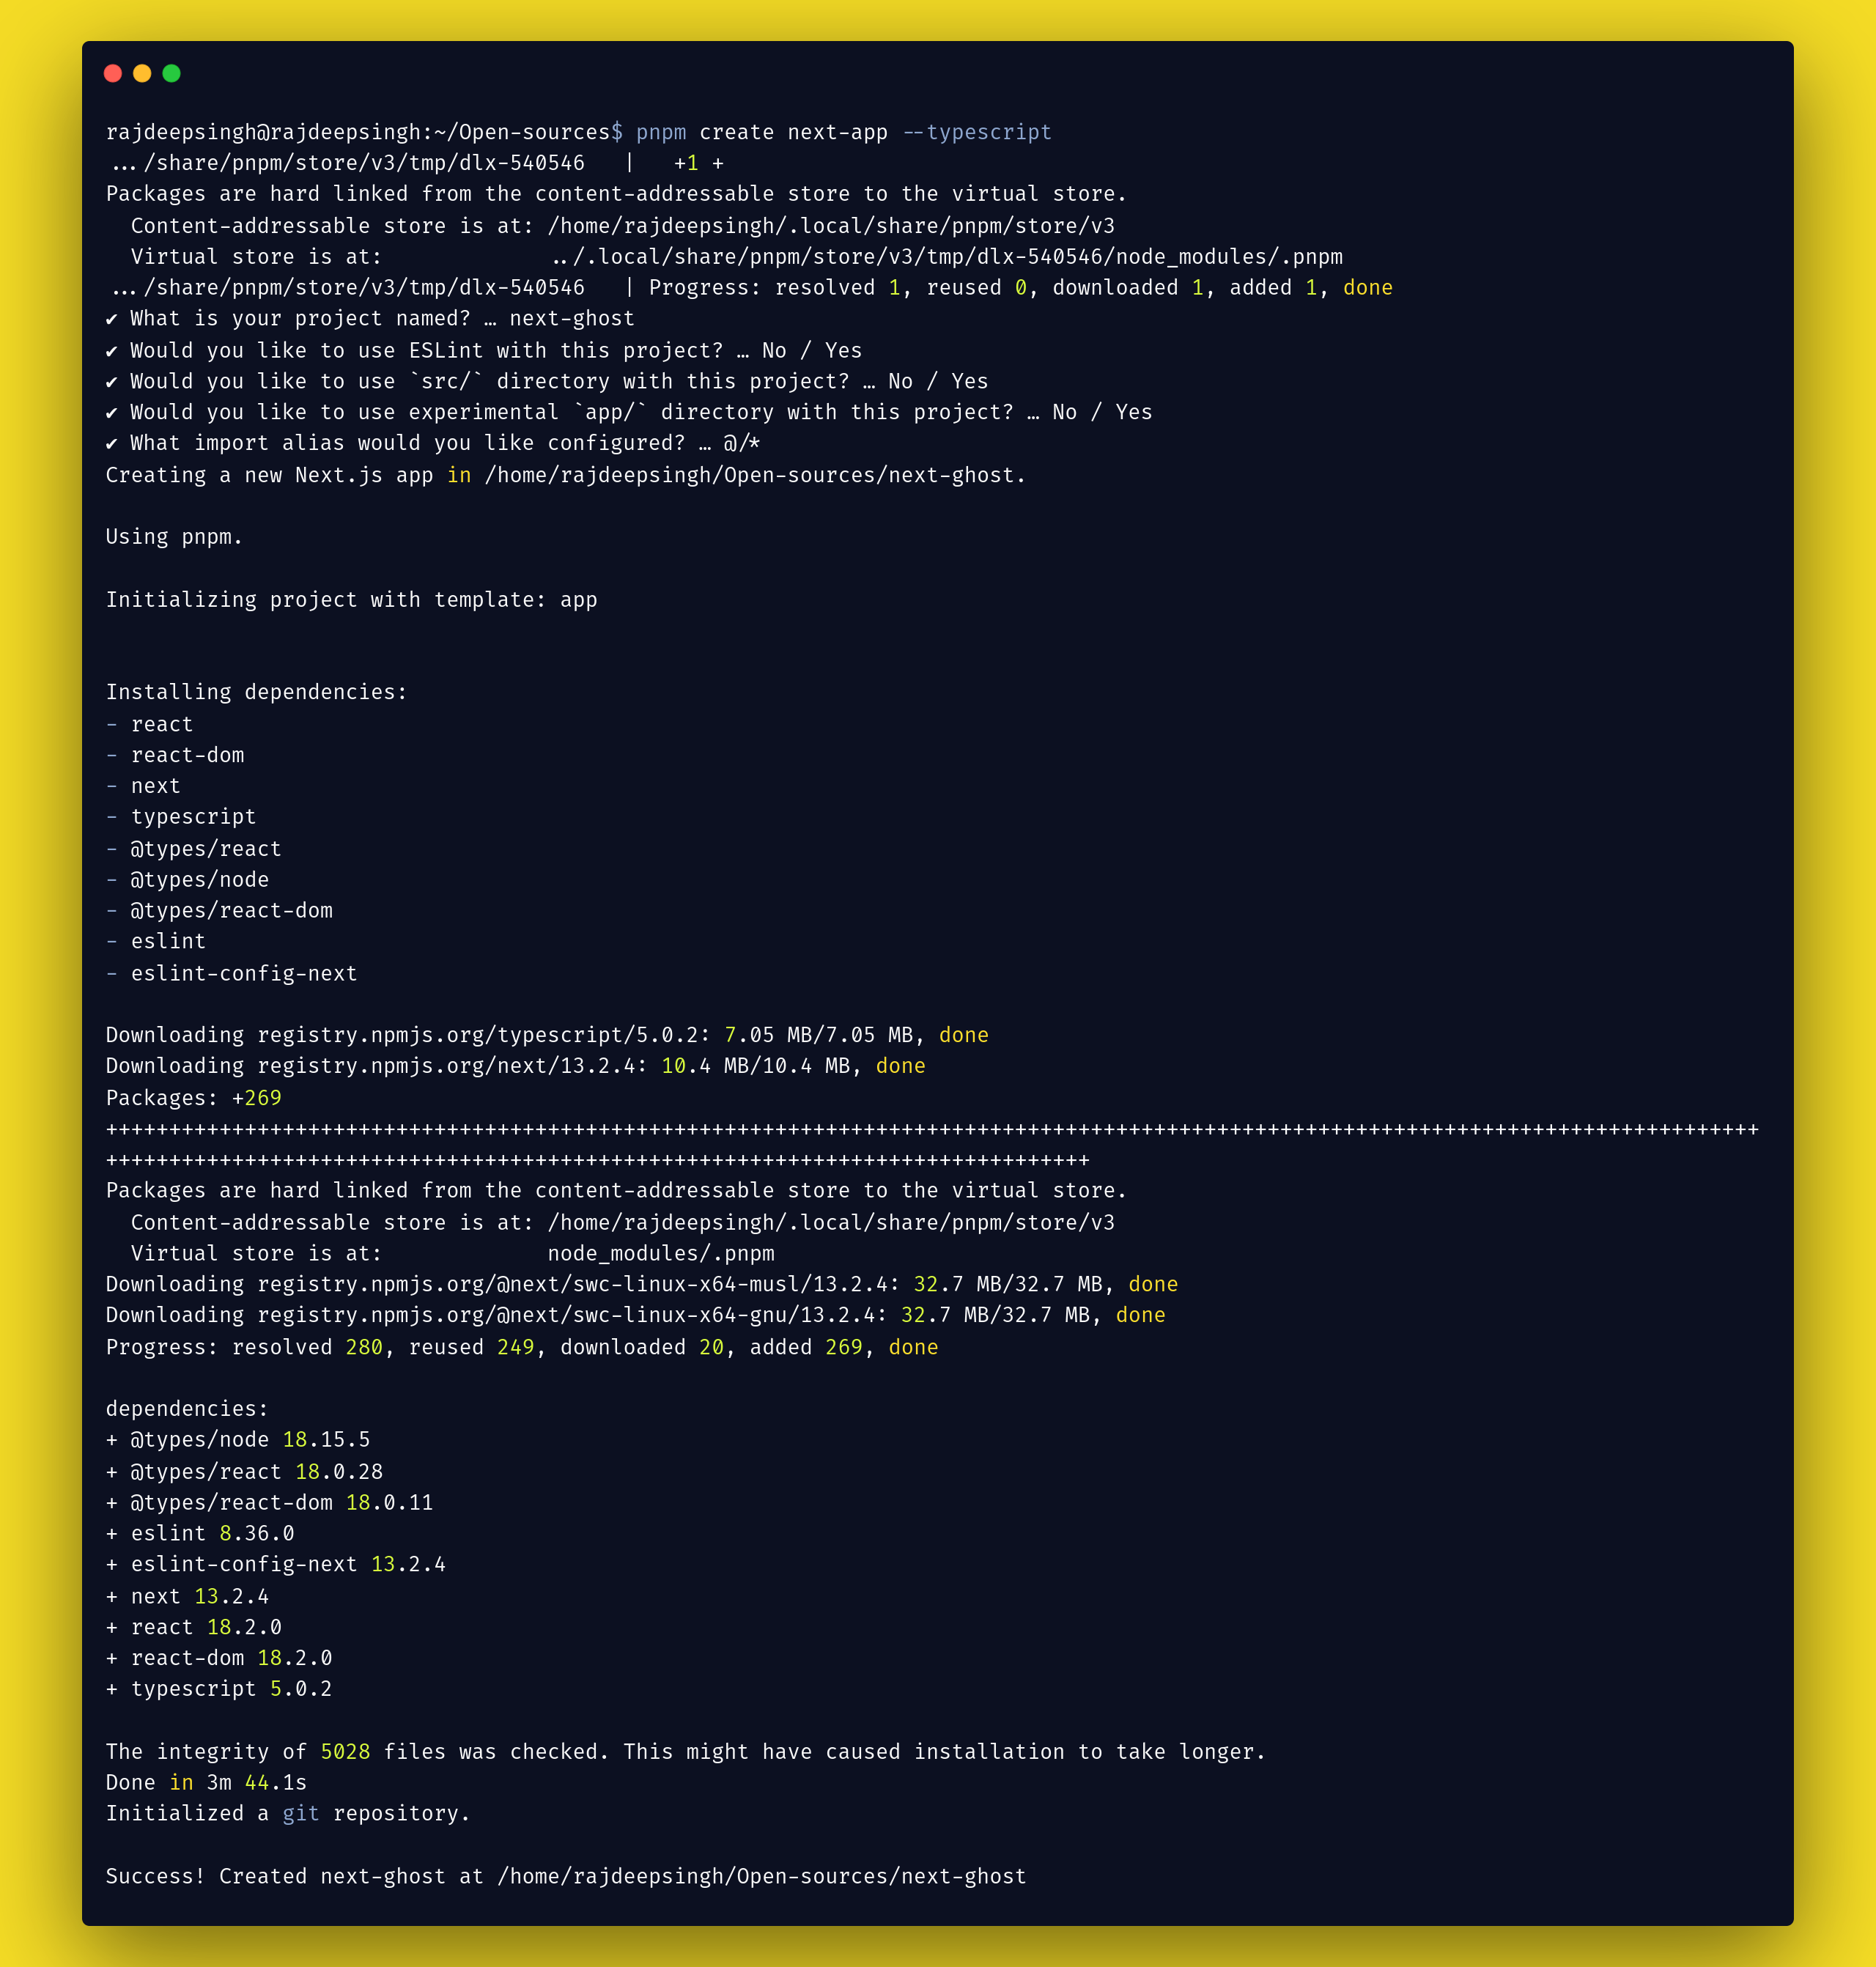 rajdeepsingh@rajdeepsingh:~/Open-sources$ pnpm create next-app --typescript
.../share/pnpm/store/v3/tmp/dlx-540546   |   +1 +
Packages are hard linked from the content-addressable store to the virtual store.
  Content-addressable store is at: /home/rajdeepsingh/.local/share/pnpm/store/v3
  Virtual store is at:             ../.local/share/pnpm/store/v3/tmp/dlx-540546/node_modules/.pnpm
.../share/pnpm/store/v3/tmp/dlx-540546   | Progress: resolved 1, reused 0, downloaded 1, added 1, done
✔ What is your project named? … next-ghost
✔ Would you like to use ESLint with this project? … No / Yes
✔ Would you like to use `src/` directory with this project? … No / Yes
✔ Would you like to use experimental `app/` directory with this project? … No / Yes
✔ What import alias would you like configured? … @/*
Creating a new Next.js app in /home/rajdeepsingh/Open-sources/next-ghost.

Using pnpm.

Initializing project with template: app


Installing dependencies:
- react
- react-dom
- next
- typescript
- @types/react
- @types/node
- @types/react-dom
- eslint
- eslint-config-next

Downloading registry.npmjs.org/typescript/5.0.2: 7.05 MB/7.05 MB, done
Downloading registry.npmjs.org/next/13.2.4: 10.4 MB/10.4 MB, done
Packages: +269
+++++++++++++++++++++++++++++++++++++++++++++++++++++++++++++++++++++++++++++++++++++++++++++++++++++++++++++++++++++++++++++++++++
++++++++++++++++++++++++++++++++++++++++++++++++++++++++++++++++++++++++++++++
Packages are hard linked from the content-addressable store to the virtual store.
  Content-addressable store is at: /home/rajdeepsingh/.local/share/pnpm/store/v3
  Virtual store is at:             node_modules/.pnpm
Downloading registry.npmjs.org/@next/swc-linux-x64-musl/13.2.4: 32.7 MB/32.7 MB, done
Downloading registry.npmjs.org/@next/swc-linux-x64-gnu/13.2.4: 32.7 MB/32.7 MB, done
Progress: resolved 280, reused 249, downloaded 20, added 269, done

dependencies:
+ @types/node 18.15.5
+ @types/react 18.0.28
+ @types/react-dom 18.0.11
+ eslint 8.36.0
+ eslint-config-next 13.2.4
+ next 13.2.4
+ react 18.2.0
+ react-dom 18.2.0
+ typescript 5.0.2

The integrity of 5028 files was checked. This might have caused installation to take longer.
Done in 3m 44.1s
Initialized a git repository.

Success! Created next-ghost at /home/rajdeepsingh/Open-sources/next-ghost